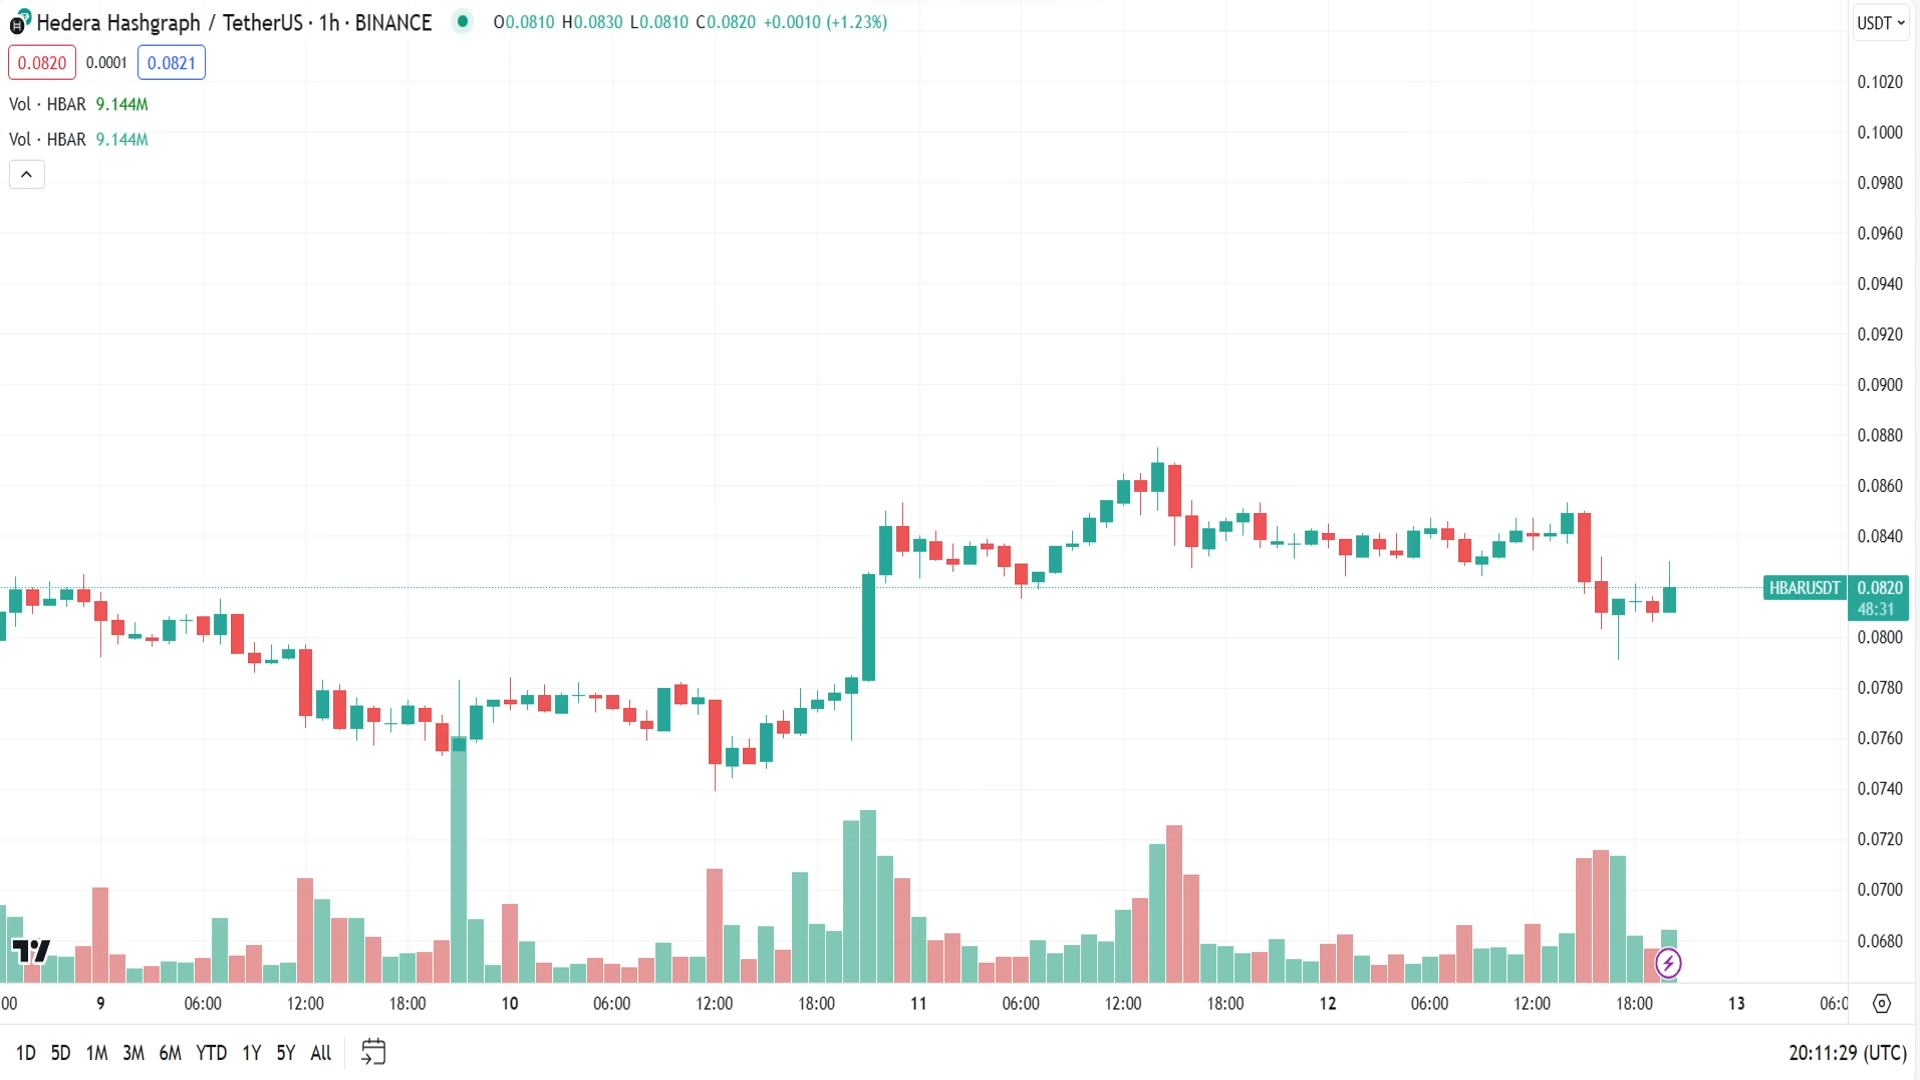 Hedera Hashgraph / TetherUS · 1h · BINANCE O0.0810 H0.0830 L0.0810 C0.0820 +0.0010 (+1.23%)
USDT
0.0820 0.0001 0.0821
Vol · HBAR 9.144M
Vol · HBAR 9.144M
0.1020
0.1000
0.0980
0.0960
0.0940
0.0920
0.0900
0.0880
0.0860
0.0840
HBARUSDT 0.0820
48:31
0.0800
0.0780
0.0760
0.0740
0.0720
0.0700
0.0680
00 9 06:00 12:00 18:00 10 06:00 12:00 18:00 11 06:00 12:00 18:00 12 06:00 12:00 18:00 13 06:0
1D 5D 1M 3M 6M YTD 1Y 5Y All 20:11:29 (UTC)